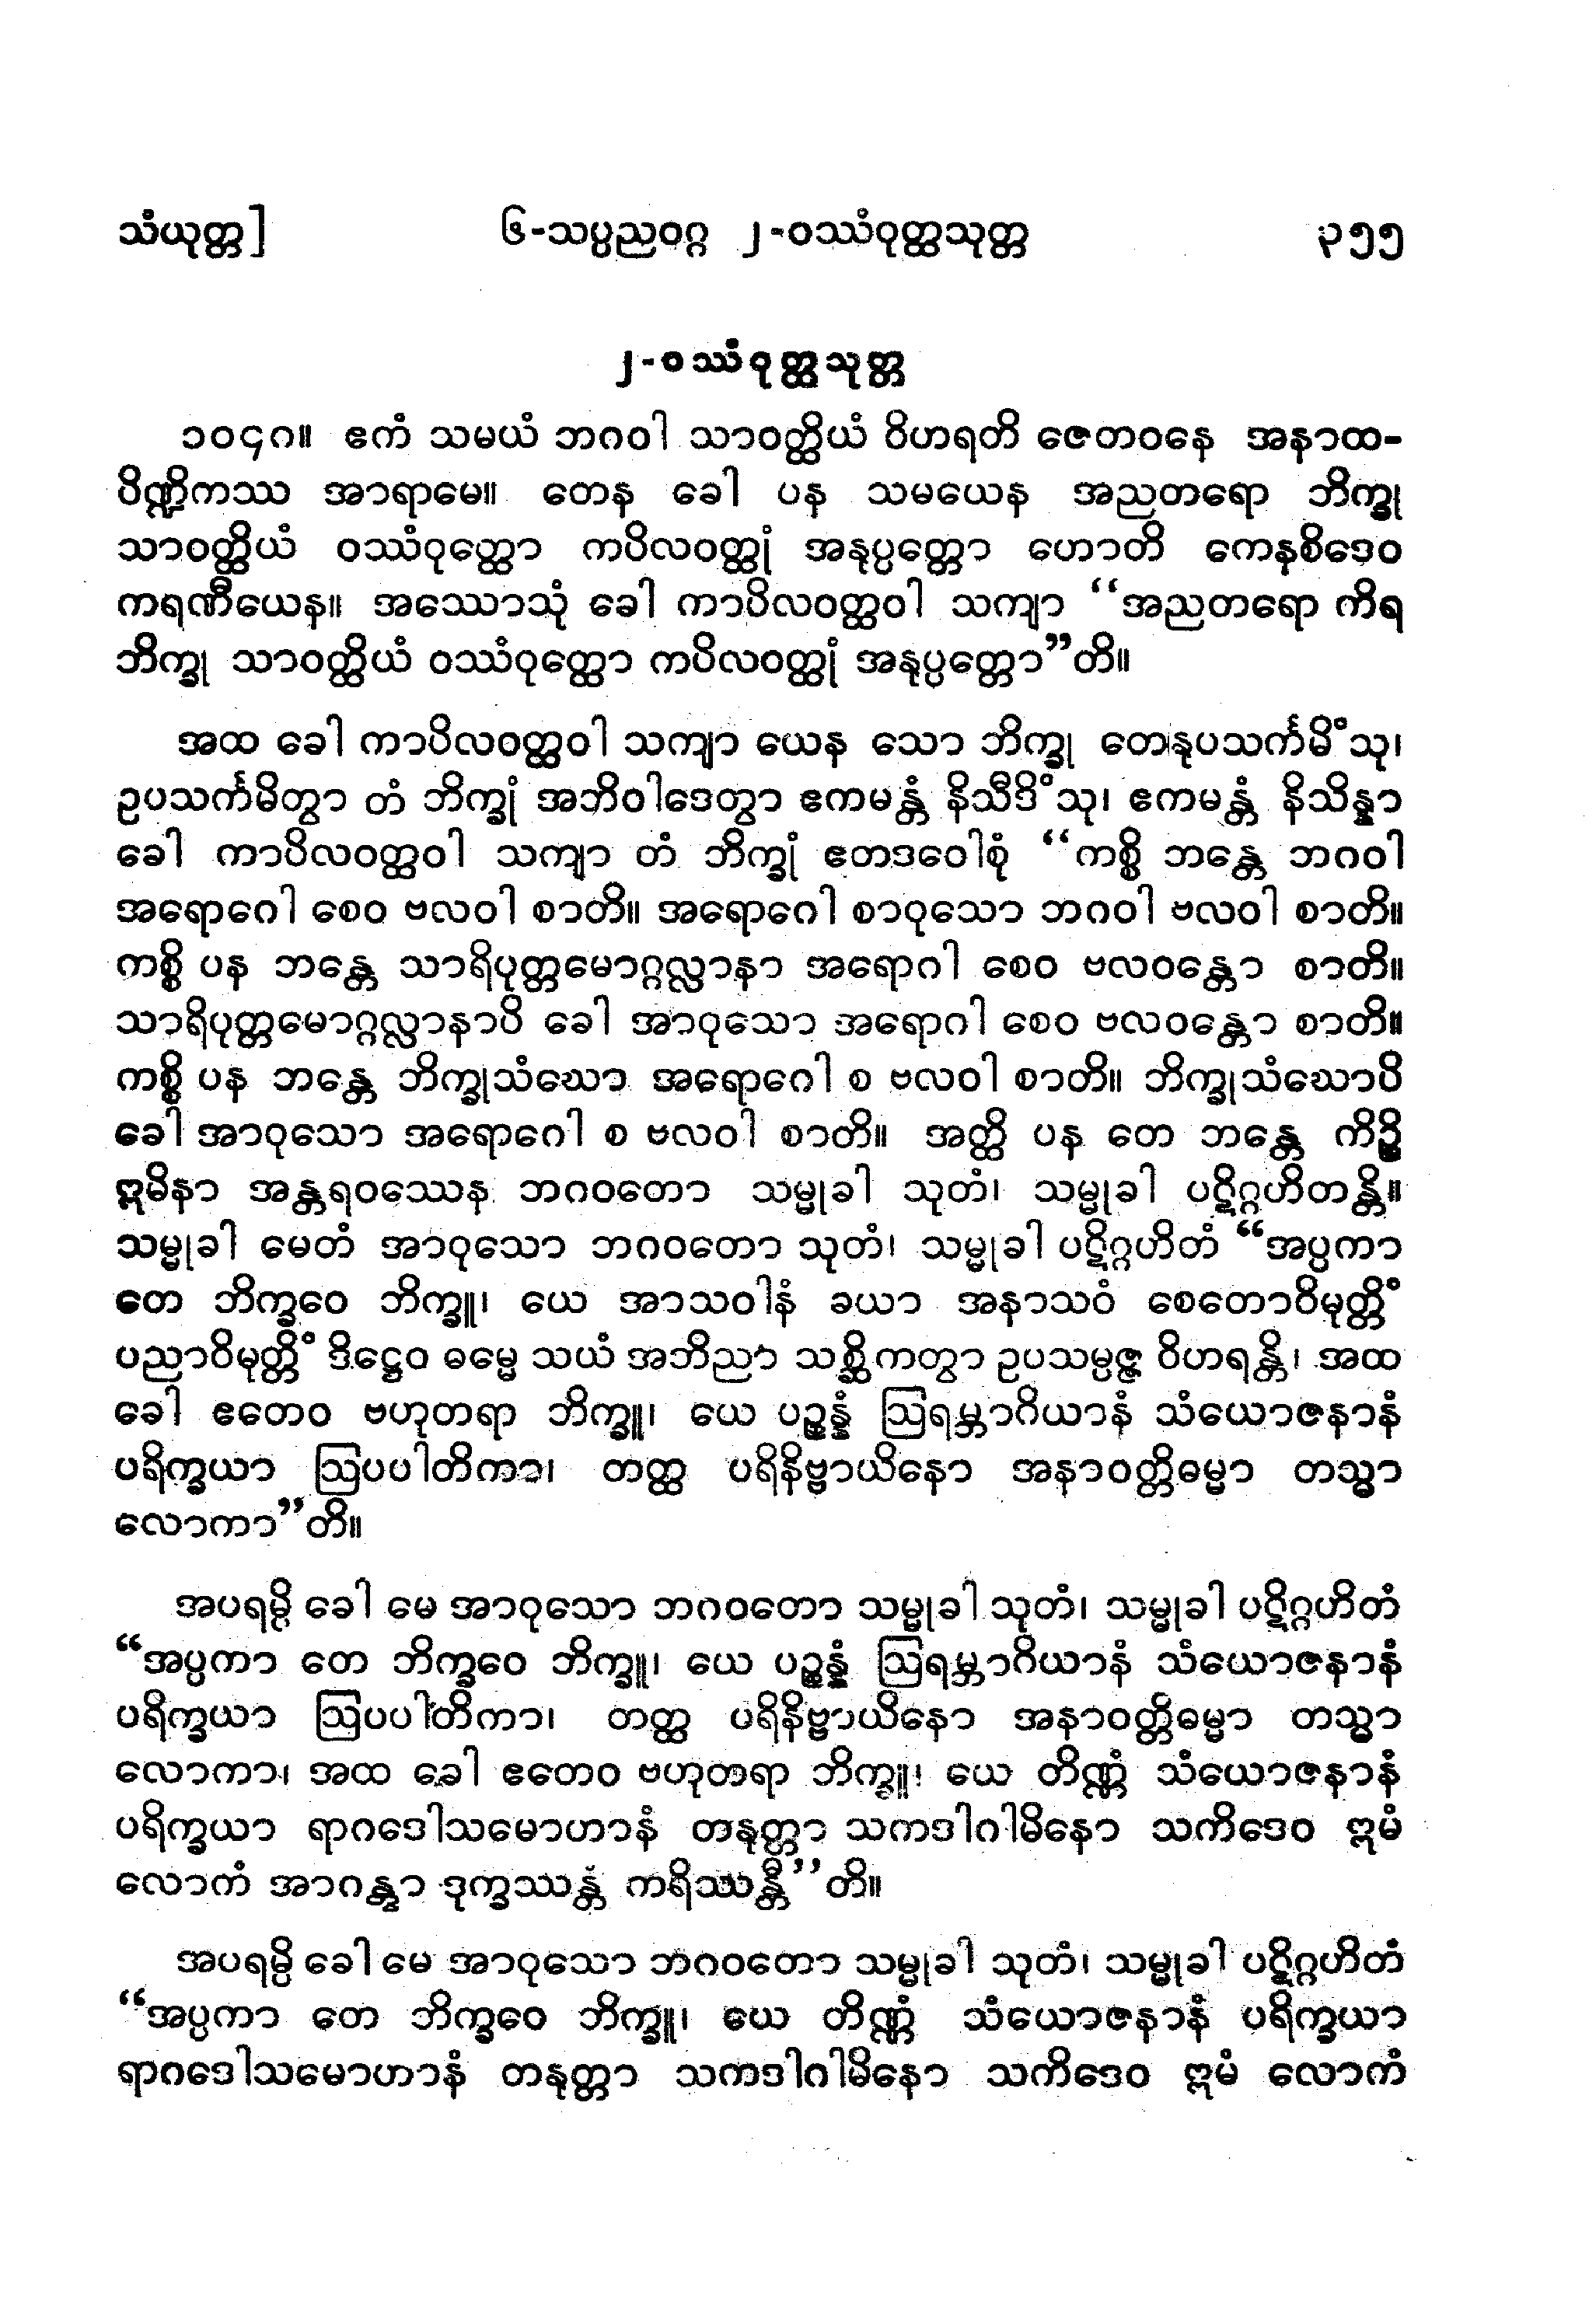 သံယုတ္တ] ၆-သပ္ပညဝဂ္ဂ ၂-ဝဿံဝုတ္ထသုတ္တ ၃၅၅
၂-ဝဿံဝုတ္ထသုတ္တ
၁၀၄၈။ ဧကံ သမယံ ဘဂဝါ သာဝတ္ထိယံ ဝိဟရတိ ဇေတဝနေ အနာထ-
ပိဏ္ဍိကဿ အာရာမေ။ တေန ခေါ ပန သမယေန အညတရော ဘိက္ခု
သာဝတ္ထိယံ ဝဿံဝုတ္ထော ကပိလဝတ္ထုံ အနုပ္ပတ္တော ဟောတိ ကေနစိဒေဝ
ကရဏီယေန။ အဿောသုံ ခေါ ကာပိလဝတ္ထဝါ သကျာ “အညတရော ကိရ
ဘိက္ခု သာဝတ္ထိယံ ဝဿံဝုတ္ထော ကပိလဝတ္ထုံ အနုပ္ပတ္တော”တိ။
အထ ခေါ ကာပိလဝတ္ထဝါ သကျာ ယေန သော ဘိက္ခု တေနုပသင်္ကမိံသု၊
ဥပသင်္ကမိတွာ တံ ဘိက္ခုံ အဘိဝါဒေတွာ ဧကမန္တံ နိသီဒိံသု၊ ဧကမန္တံ နိသိန္နာ
ခေါ ကာပိလဝတ္ထဝါ သကျာ တံ ဘိက္ခုံ ဧတဒဝေါစုံ “ကစ္စိ ဘန္တေ ဘဂဝါ
အရောဂေါ စေဝ ဗလဝါ စာတိ။ အရောဂေါ စာဝုသော ဘဂဝါ ဗလဝါ စာတိ။
ကစ္စိ ပန ဘန္တေ သာရိပုတ္တမောဂ္ဂလ္လာနာ အရောဂါ စေဝ ဗလဝန္တော စာတိ။
သာရိပုတ္တမောဂ္ဂလ္လာနာပိ ခေါ အာဝုသော အရောဂါ စေဝ ဗလဝန္တော စာတိ။
ကစ္စိ ပန ဘန္တေ ဘိက္ခုသံဃော အရောဂေါ စ ဗလဝါ စာတိ။ ဘိက္ခုသံဃောပိ
ခေါ အာဝုသော အရောဂေါ စ ဗလဝါ စာတိ။ အတ္ထိ ပန တေ ဘန္တေ ကိဉ္စိ
ဣမိနာ အန္တရဝဿေန ဘဂဝတော သမ္မုခါ သုတံ၊ သမ္မုခါ ပဋိဂ္ဂဟိတန္တိ။
သမ္မုခါ မေတံ အာဝုသော ဘဂဝတော သုတံ၊ သမ္မုခါ ပဋိဂ္ဂဟိတံ “အပ္ပကာ
တေ ဘိက္ခဝေ ဘိက္ခူ၊ ယေ အာသဝါနံ ခယာ အနာသဝံ စေတောဝိမုတ္တိံ
ပညာဝိမုတ္တိံ ဒိဋ္ဌေဝ ဓမ္မေ သယံ အဘိညာ သစ္ဆိကတွာ ဥပသမ္ပဇ္ဇ ဝိဟရန္တိ၊ အထ
ခေါ ဧတေဝ ဗဟုတရာ ဘိက္ခူ၊ ယေ ပဉ္စန္နံ ဩရမ္ဘာဂိယာနံ သံယောဇနာနံ
ပရိက္ခယာ ဩပပါတိကာ၊ တတ္ထ ပရိနိဗ္ဗာယိနော အနာဝတ္တိဓမ္မာ တသ္မာ
လောကာ”တိ။
အပရမ္ပိ ခေါ မေ အာဝုသော ဘဂဝတော သမ္မုခါ သုတံ၊ သမ္မုခါ ပဋိဂ္ဂဟိတံ
“အပ္ပကာ တေ ဘိက္ခဝေ ဘိက္ခူ၊ ယေ ပဉ္စန္နံ ဩရမ္ဘာဂိယာနံ သံယောဇနာနံ
ပရိက္ခယာ ဩပပါတိကာ၊ တတ္ထ ပရိနိဗ္ဗာယိနော အနာဝတ္တိဓမ္မာ တသ္မာ
လောကာ၊ အထ ခေါ ဧတေဝ ဗဟုတရာ ဘိက္ခူ၊ ယေ တိဏ္ဏံ သံယောဇနာနံ
ပရိက္ခယာ ရာဂဒေါသမောဟာနံ တနုတ္တာ သကဒါဂါမိနော သကိဒေဝ ဣမံ
လောကံ အာဂန္တွာ ဒုက္ခဿန္တံ ကရိဿန္တီ”တိ။
အပရမ္ပိ ခေါ မေ အာဝုသော ဘဂဝတော သမ္မုခါ သုတံ၊ သမ္မုခါ ပဋိဂ္ဂဟိတံ
“အပ္ပကာ တေ ဘိက္ခဝေ ဘိက္ခူ၊ ယေ တိဏ္ဏံ သံယောဇနာနံ ပရိက္ခယာ
ရာဂဒေါသမောဟာနံ တနုတ္တာ သကဒါဂါမိနော သကိဒေဝ ဣမံ လောကံ